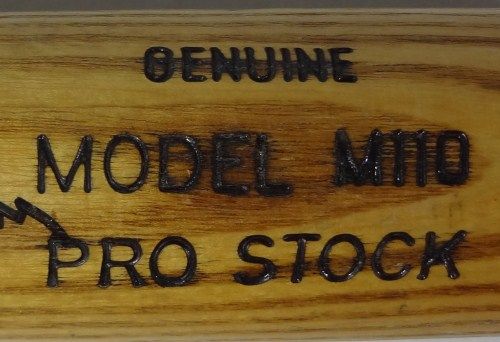 GENUINE
MODEL M110
PRO STOCK